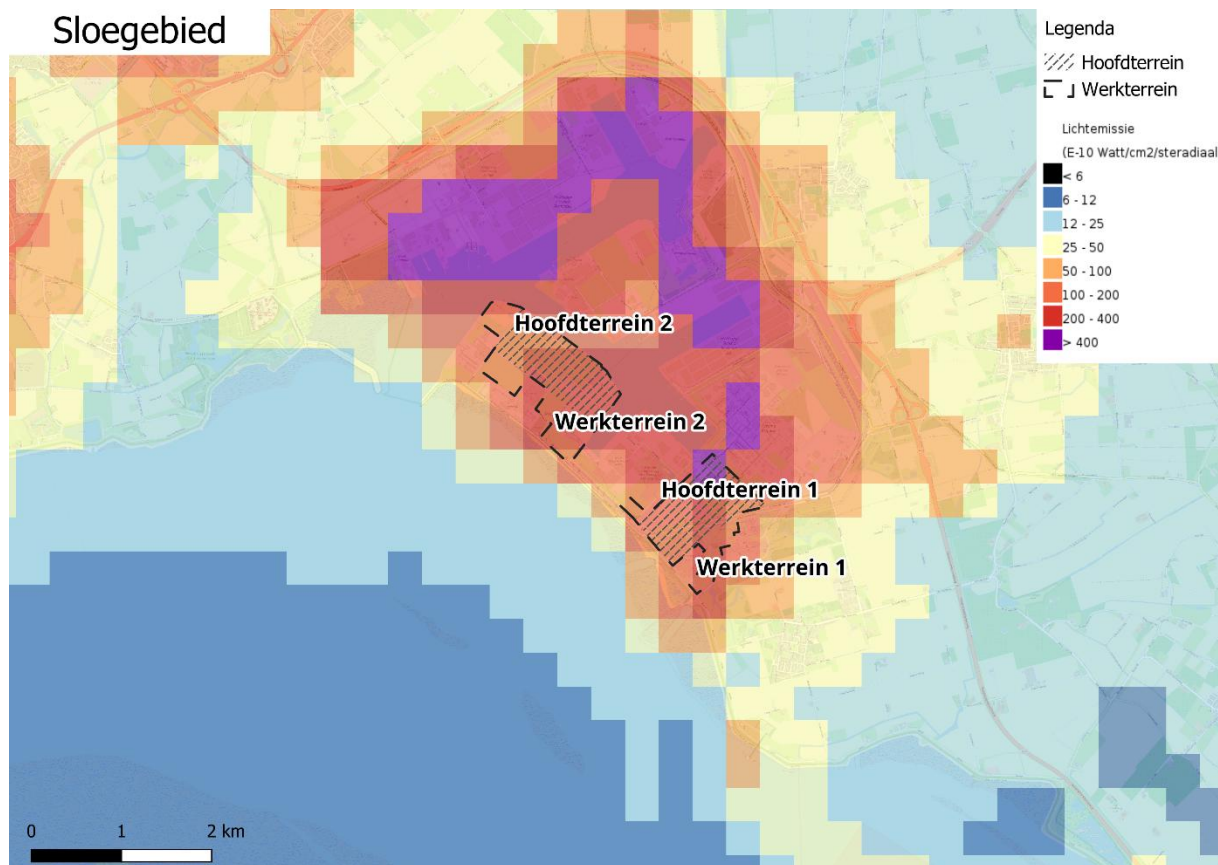 Sloegebied
Legenda
Hoofdterrein
Werkterrein
Lichtemissie
(E-10 Watt/cm2/steradiaal
< 6
6 - 12
12 - 25
25 - 50
50 - 100
100 - 200
200 - 400
> 400
Hoofdterrein 2
Werkterrein 2
Hoofdterrein 1
Werkterrein 1
0 1 2 km